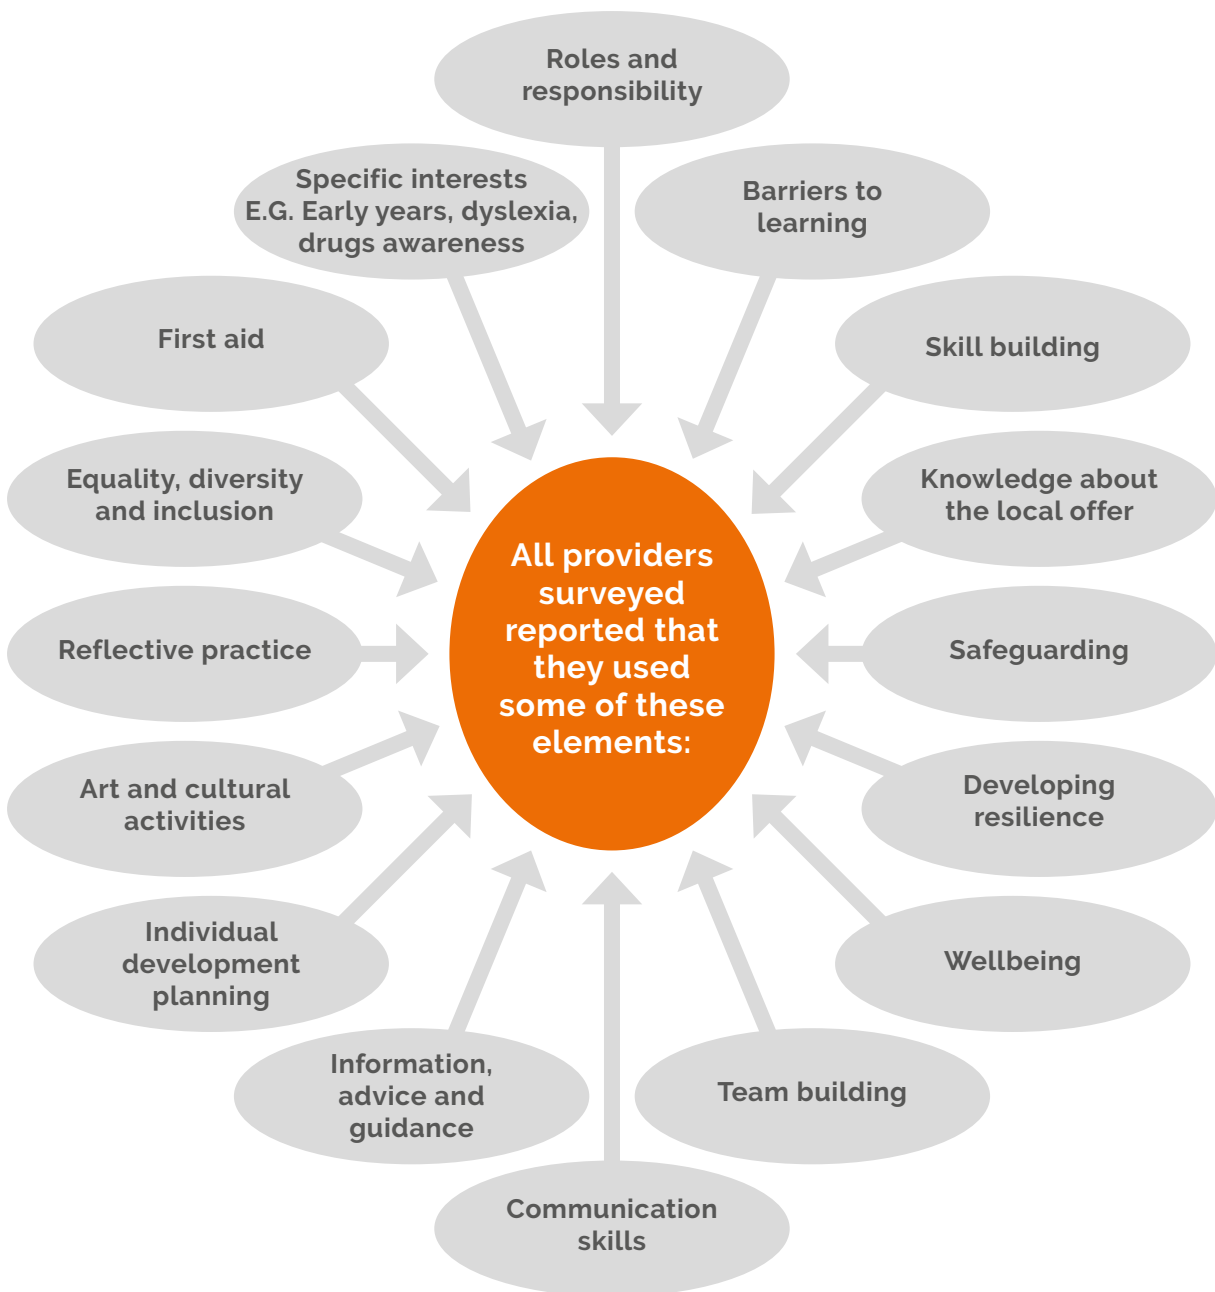 Roles and
responsibility
Specific interests
E.G. Early years, dyslexia,
drugs awareness
Barriers to
learning
First aid
Skill building
Equality, diversity
and inclusion
Knowledge about
the local offer
All providers
surveyed
reported that
they used
some of these
elements:
Reflective practice
Safeguarding
Art and cultural
activities
Developing
resilience
Individual
development
planning
Wellbeing
Information,
advice and
guidance
Team building
Communication
skills